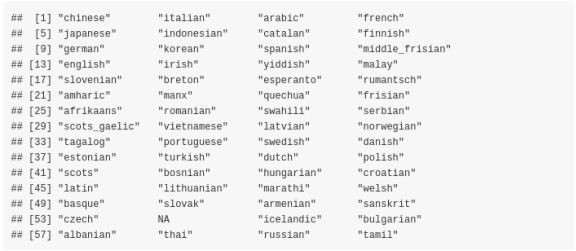 ##  [1] "chinese"        "italian"        "arabic"         "french"
##  [5] "japanese"       "indonesian"     "catalan"        "finnish"
##  [9] "german"         "korean"         "spanish"        "middle_frisian"
## [13] "english"        "irish"          "yiddish"        "malay"
## [17] "slovenian"      "breton"         "esperanto"      "rumantsch"
## [21] "amharic"        "manx"           "quechua"        "frisian"
## [25] "afrikaans"      "romanian"       "swahili"        "serbian"
## [29] "scots_gaelic"   "vietnamese"     "latvian"        "norwegian"
## [33] "tagalog"        "portuguese"     "swedish"        "danish"
## [37] "estonian"       "turkish"        "dutch"          "polish"
## [41] "scots"          "bosnian"        "hungarian"      "croatian"
## [45] "latin"          "lithuanian"     "marathi"        "welsh"
## [49] "basque"         "slovak"         "armenian"       "sanskrit"
## [53] "czech"          NA               "icelandic"      "bulgarian"
## [57] "albanian"       "thai"           "russian"        "tamil"